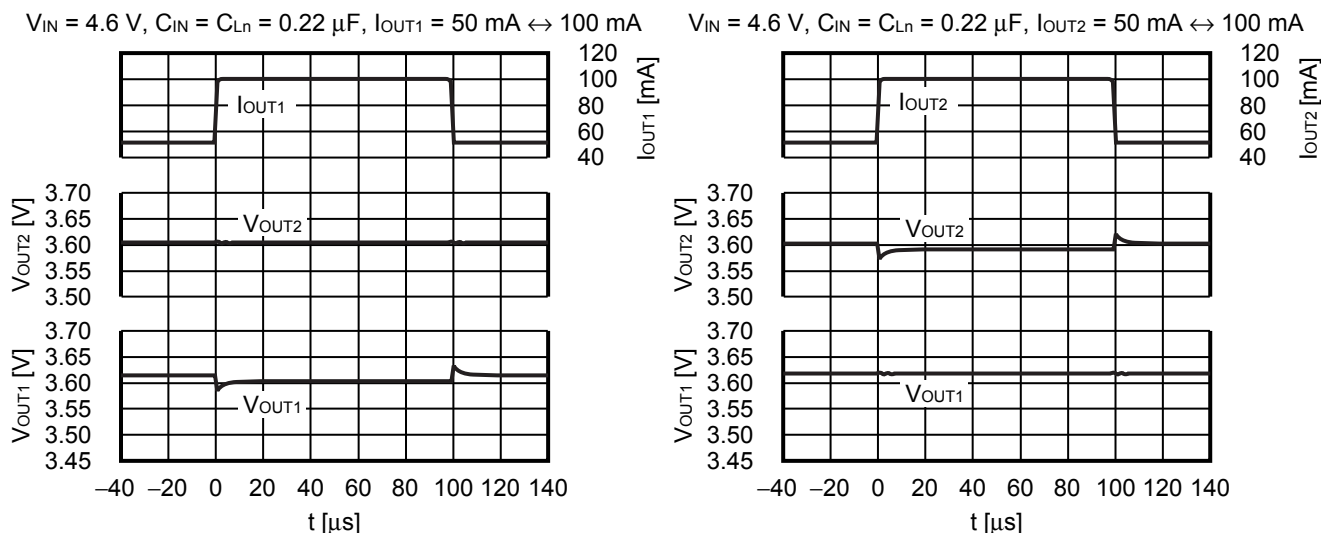 VIN = 4.6 V, CIN = CLn = 0.22 μF, IOUT1 = 50 mA ↔ 100 mA
120
100
80
60
40
IOUT1 [mA]
IOUT1
3.70
3.65
3.60
3.55
3.50
VOUT2 [V]
VOUT2
3.70
3.65
3.60
3.55
3.50
3.45
VOUT1 [V]
VOUT1
−40 −20 0 20 40 60 80 100 120 140
t [μs]
VIN = 4.6 V, CIN = CLn = 0.22 μF, IOUT2 = 50 mA ↔ 100 mA
120
100
80
60
40
IOUT2 [mA]
IOUT2
3.70
3.65
3.60
3.55
3.50
VOUT2 [V]
VOUT2
3.70
3.65
3.60
3.55
3.50
3.45
VOUT1 [V]
VOUT1
−40 −20 0 20 40 60 80 100 120 140
t [μs]